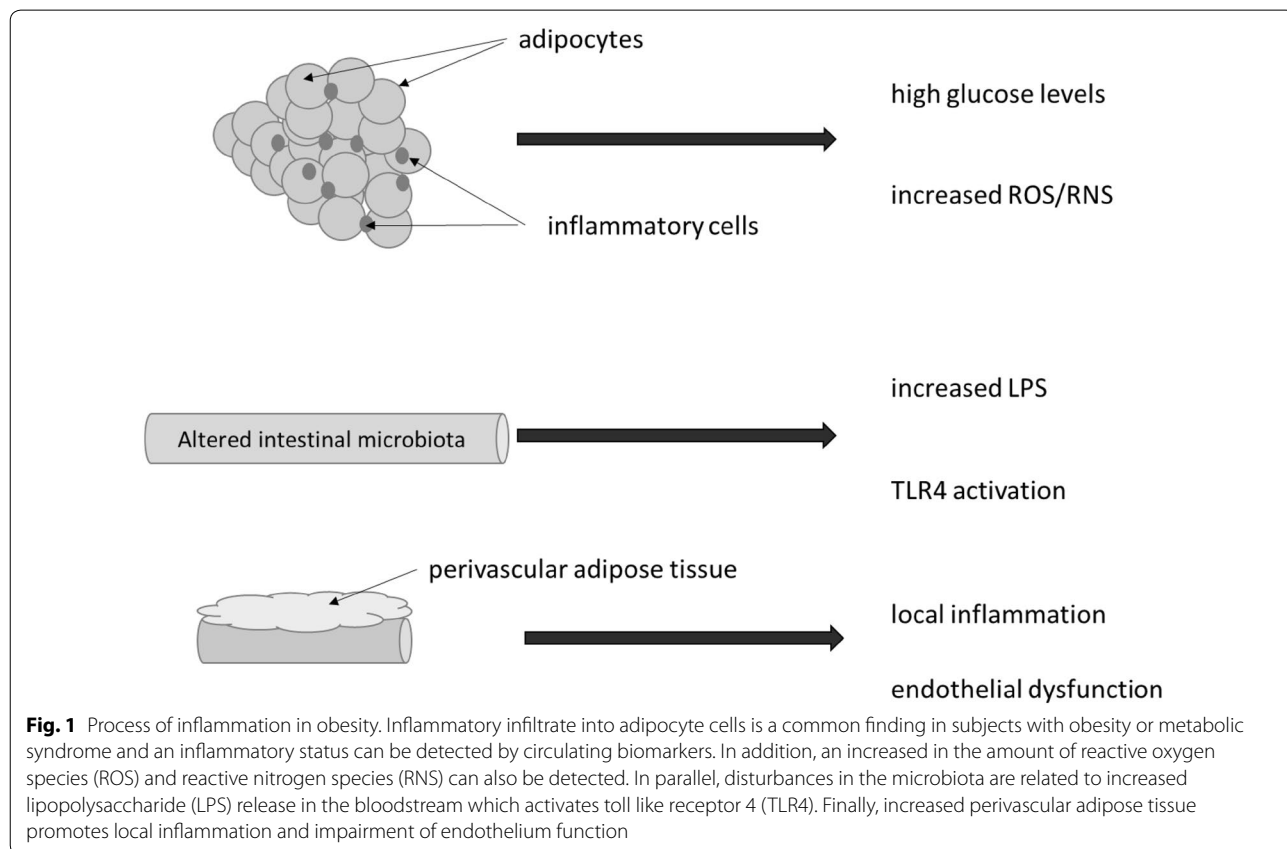 adipocytes
high glucose levels
increased ROS/RNS
inflammatory cells
increased LPS
Altered intestinal microbiota
TLR4 activation
perivascular adipose tissue
local inflammation
endothelial dysfunction
Fig. 1 Process of inflammation in obesity. Inflammatory infiltrate into adipocyte cells is a common finding in subjects with obesity or metabolic
syndrome and an inflammatory status can be detected by circulating biomarkers. In addition, an increased in the amount of reactive oxygen
species (ROS) and reactive nitrogen species (RNS) can also be detected. In parallel, disturbances in the microbiota are related to increased
lipopolysaccharide (LPS) release in the bloodstream which activates toll like receptor 4 (TLR4). Finally, increased perivascular adipose tissue
promotes local inflammation and impairment of endothelium function